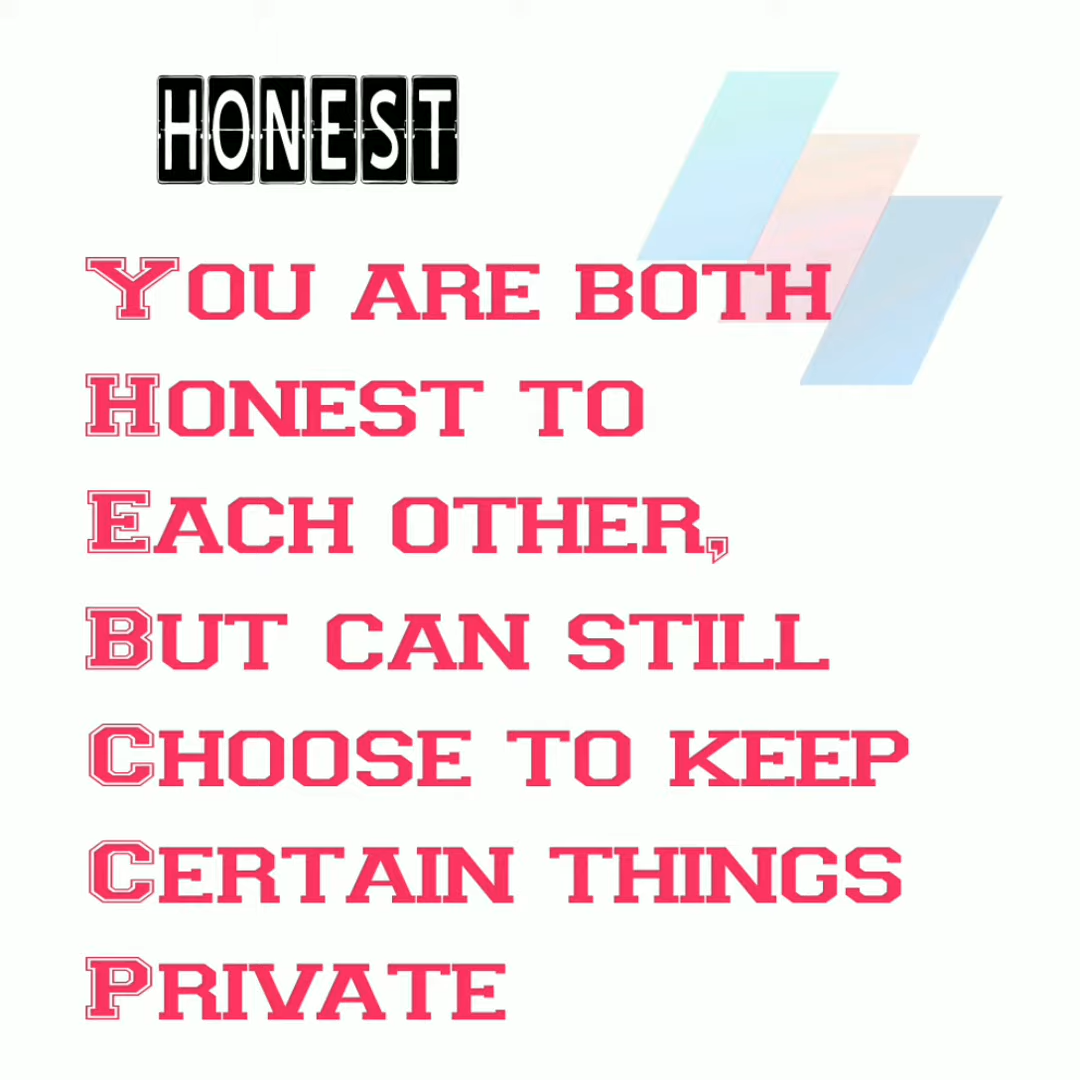 HONEST
You are both
Honest to
Each other,
But can still
Choose to keep
Certain things
Private